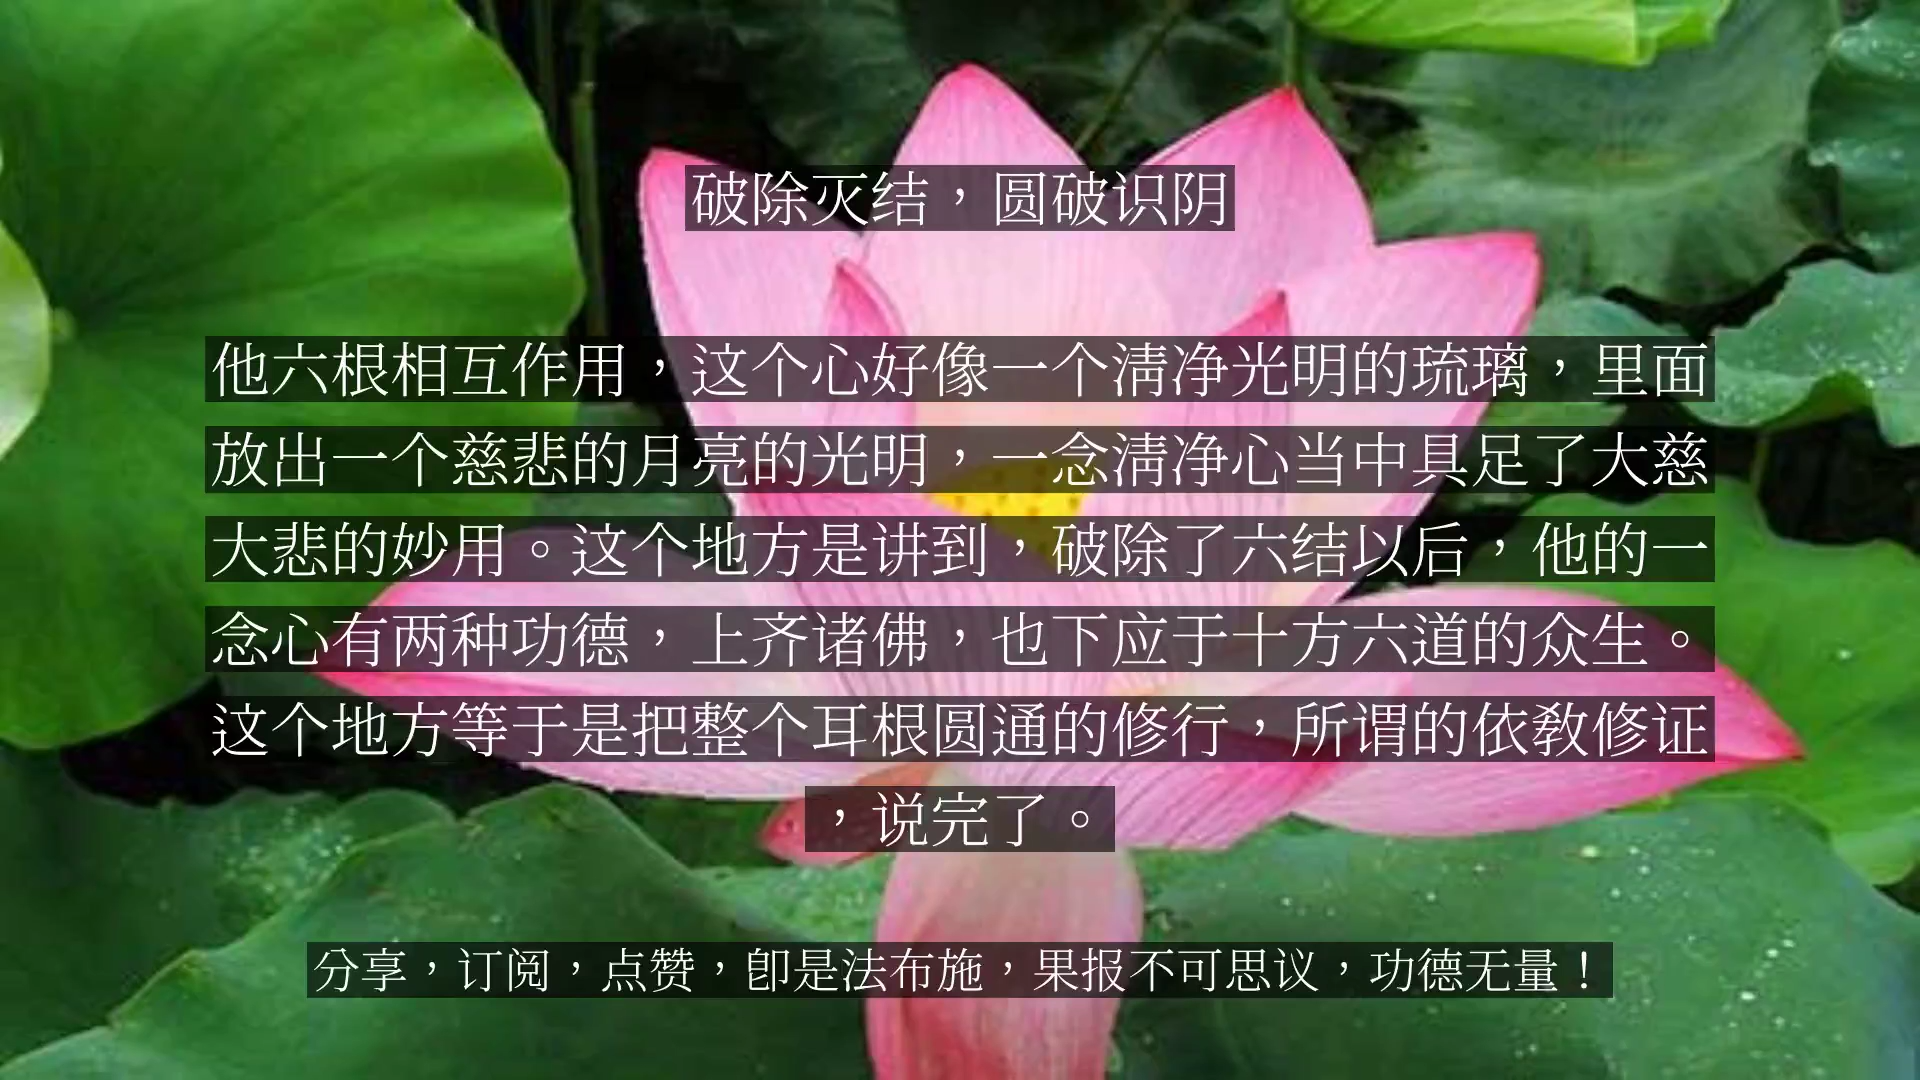 破除灭结，圆破识阴
他六根相互作用，这个心好像一个清净光明的琉璃，里面
放出一个慈悲的月亮的光明，一念清净心当中具足了大慈
大悲的妙用。这个地方是讲到，破除了六结以后，他的一
念心有两种功德，上齐诸佛，也下应于十方六道的众生。
这个地方等于是把整个耳根圆通的修行，所谓的依教修证
，说完了。
分享，订阅，点赞，即是法布施，果报不可思议，功德无量！